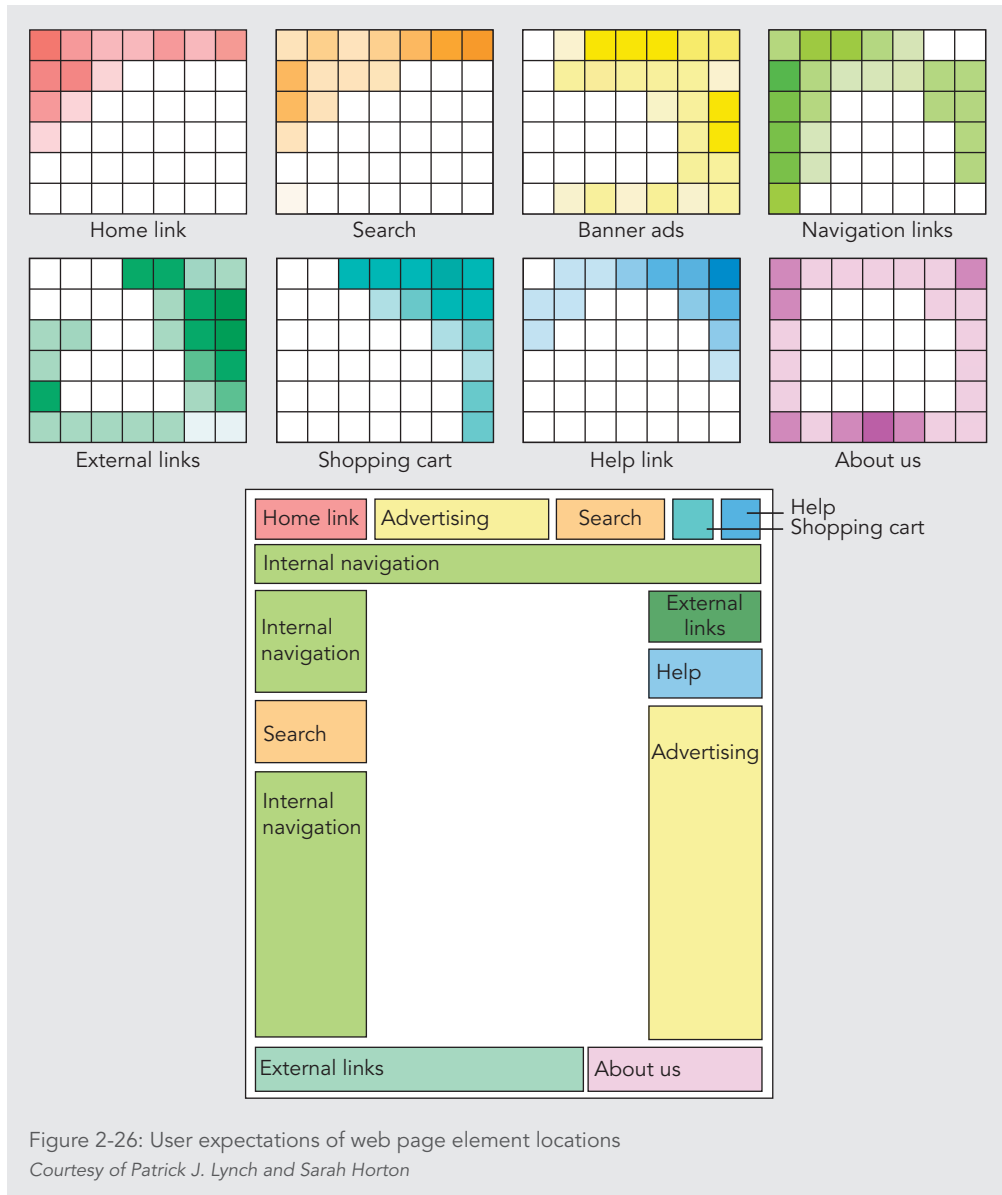 Home link
Search
Banner ads
Navigation links
External links
Shopping cart
Help link
About us
Home link
Advertising
Search
Help
Shopping cart
Internal navigation
Internal
navigation
External
links
Help
Search
Advertising
Internal
navigation
External links
About us
Figure 2-26: User expectations of web page element locations
Courtesy of Patrick J. Lynch and Sarah Horton